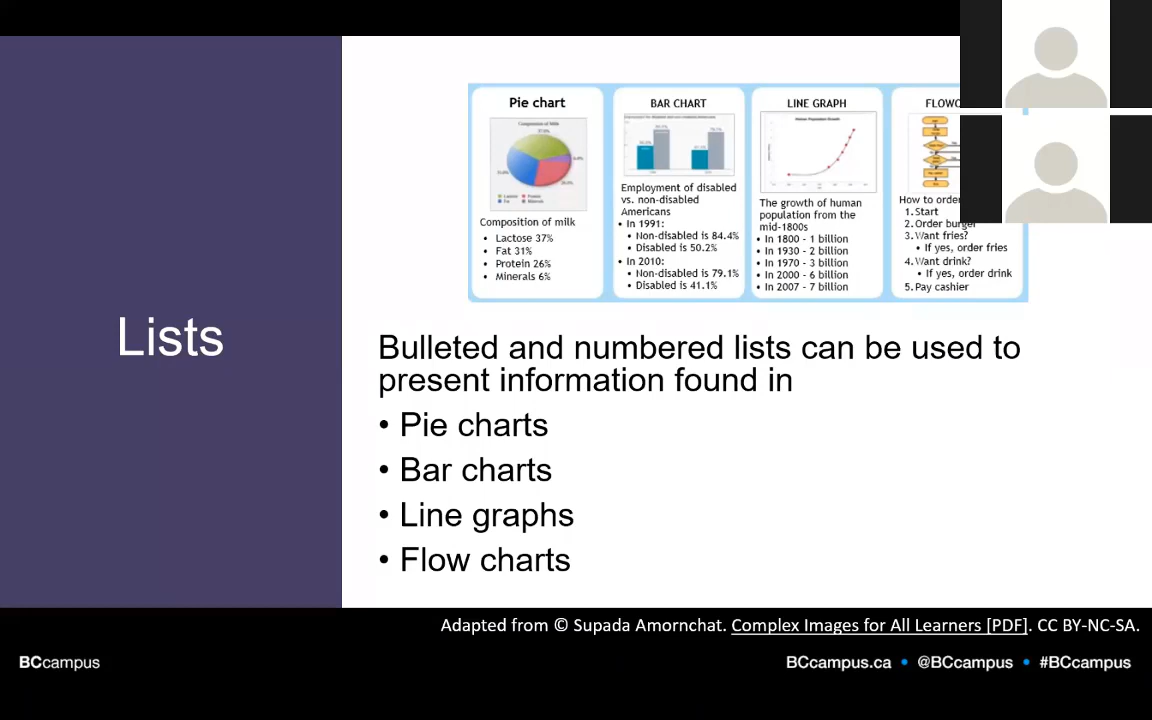 Lists
Pie chart
Composition of Milk
Composition of milk
• Lactose 37%
• Fat 31%
• Protein 26%
• Minerals 6%
BAR CHART
Employment of disabled
vs. non-disabled
Americans
• In 1991:
• Non-disabled is 84.4%
• Disabled is 50.2%
• In 2010:
• Non-disabled is 79.1%
• Disabled is 41.1%
LINE GRAPH
Human Population Growth
The growth of human
population from the
mid-1800s
• In 1800 - 1 billion
• In 1930 - 2 billion
• In 1970 - 3 billion
• In 2000 - 6 billion
• In 2007 - 7 billion
FLOWC
How to order
1. Start
2. Order burger
3. Want fries?
• If yes, order fries
4. Want drink?
• If yes, order drink
5. Pay cashier
Bulleted and numbered lists can be used to
present information found in
• Pie charts
• Bar charts
• Line graphs
• Flow charts
Adapted from © Supada Amornchat. Complex Images for All Learners [PDF]. CC BY-NC-SA.
BCcampus
BCcampus.ca • @BCcampus • #BCcampus